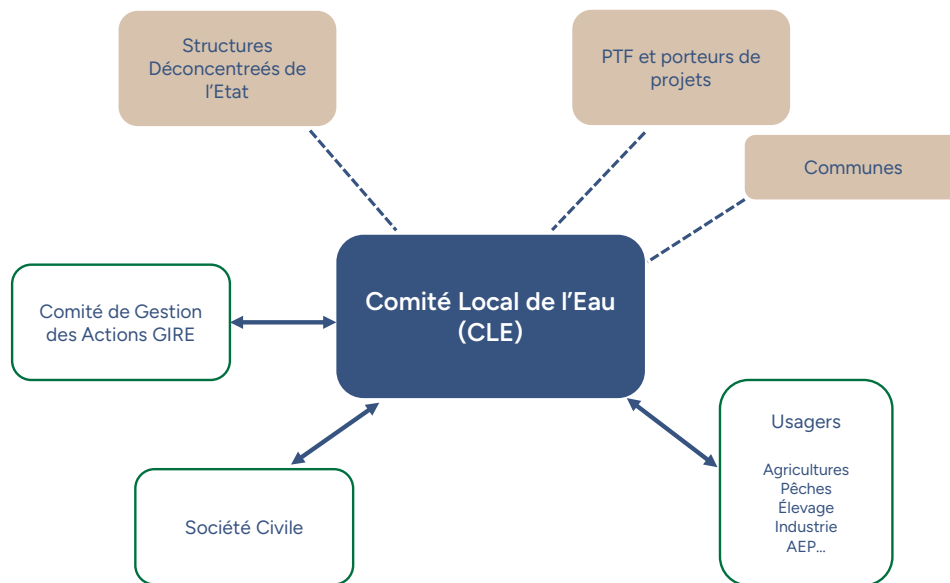 Structures
Déconcentreés de
l'Etat
PTF et porteurs de
projets
Communes
Comité Local de l'Eau
(CLE)
Comité de Gestion
des Actions GIRE
Société Civile
Usagers
Agricultures
Pêches
Élevage
Industrie
AEP...